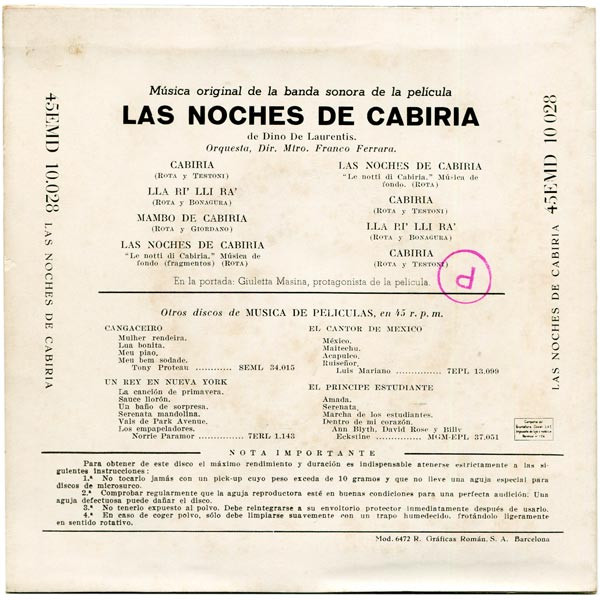 Música original de la banda sonora de la película
LAS NOCHES DE CABIRIA
de Dino De Laurentis.
Orquesta, Dir. Mtro. Franco Ferrara.
CABIRIA
(ROTA y TESTONI)
LLA RI' LLI RA'
(ROTA y BONAGURA)
MAMBO DE CABIRIA
(ROTA y GIORDANO)
LAS NOCHES DE CABIRIA
"Le notti di Cabiria." Música de
fondo (fragmentos) (ROTA)
LAS NOCHES DE CABIRIA
"Le notti di Cabiria." Música de
fondo. (ROTA)
CABIRIA
(ROTA y TESTONI)
LLA RI' LLI RA'
(ROTA y BONAGURA)
CABIRIA
(ROTA y TESTONI)
P
En la portada: Giuletta Masina, protagonista de la película.
Otros discos de MUSICA DE PELICULAS, en 45 r. p. m.
CANGACEIRO
Mulher rendeira.
Lua bonita.
Meu piao,
Meu bem sodade.
Tony Proteau ............ SEML 34.015
UN REY EN NUEVA YORK
La canción de primavera.
Sauce llorón.
Un baño de sorpresa.
Serenata mandolina.
Vals de Park Avenue.
Los empapeladores.
Norrie Paramor ......... 7ERL 1.143
EL CANTOR DE MEXICO
México.
Maitechu.
Acapulco.
Ruiseñor,
Luis Mariano ............ 7EPL 13.099
EL PRINCIPE ESTUDIANTE
Amada.
Serenata.
Marcha de los estudiantes.
Dentro de mi corazón.
Ann Blyth, David Rose y Billy
Eckstine ............ MGM-EPL 37.051
NOTA IMPORTANTE
Para obtener de este disco el máximo rendimiento y duración es indispensable atenerse estrictamente a las si-
guientes instrucciones:
1.ª No tocarlo jamás con un pick-up cuyo peso exceda de 10 gramos y que no lleve una aguja especial para
discos de microsurco.
2.ª Comprobar regularmente que la aguja reproductora esté en buenas condiciones para una perfecta audición: Una
aguja defectuosa puede dañar el disco.
3.ª No tenerlo expuesto al polvo. Debe reintegrarse a su envoltorio protector inmediatamente después de usarlo.
4.ª En caso de coger polvo, sólo debe limpiarse suavemente con un trapo humedecido, frotándolo ligeramente
en sentido rotativo.
Mod. 6472 R. Gráficas Román. S. A. Barcelona
45EMD 10.028 LAS NOCHES DE CABIRIA
LAS NOCHES DE CABIRIA 45EMD 10 028